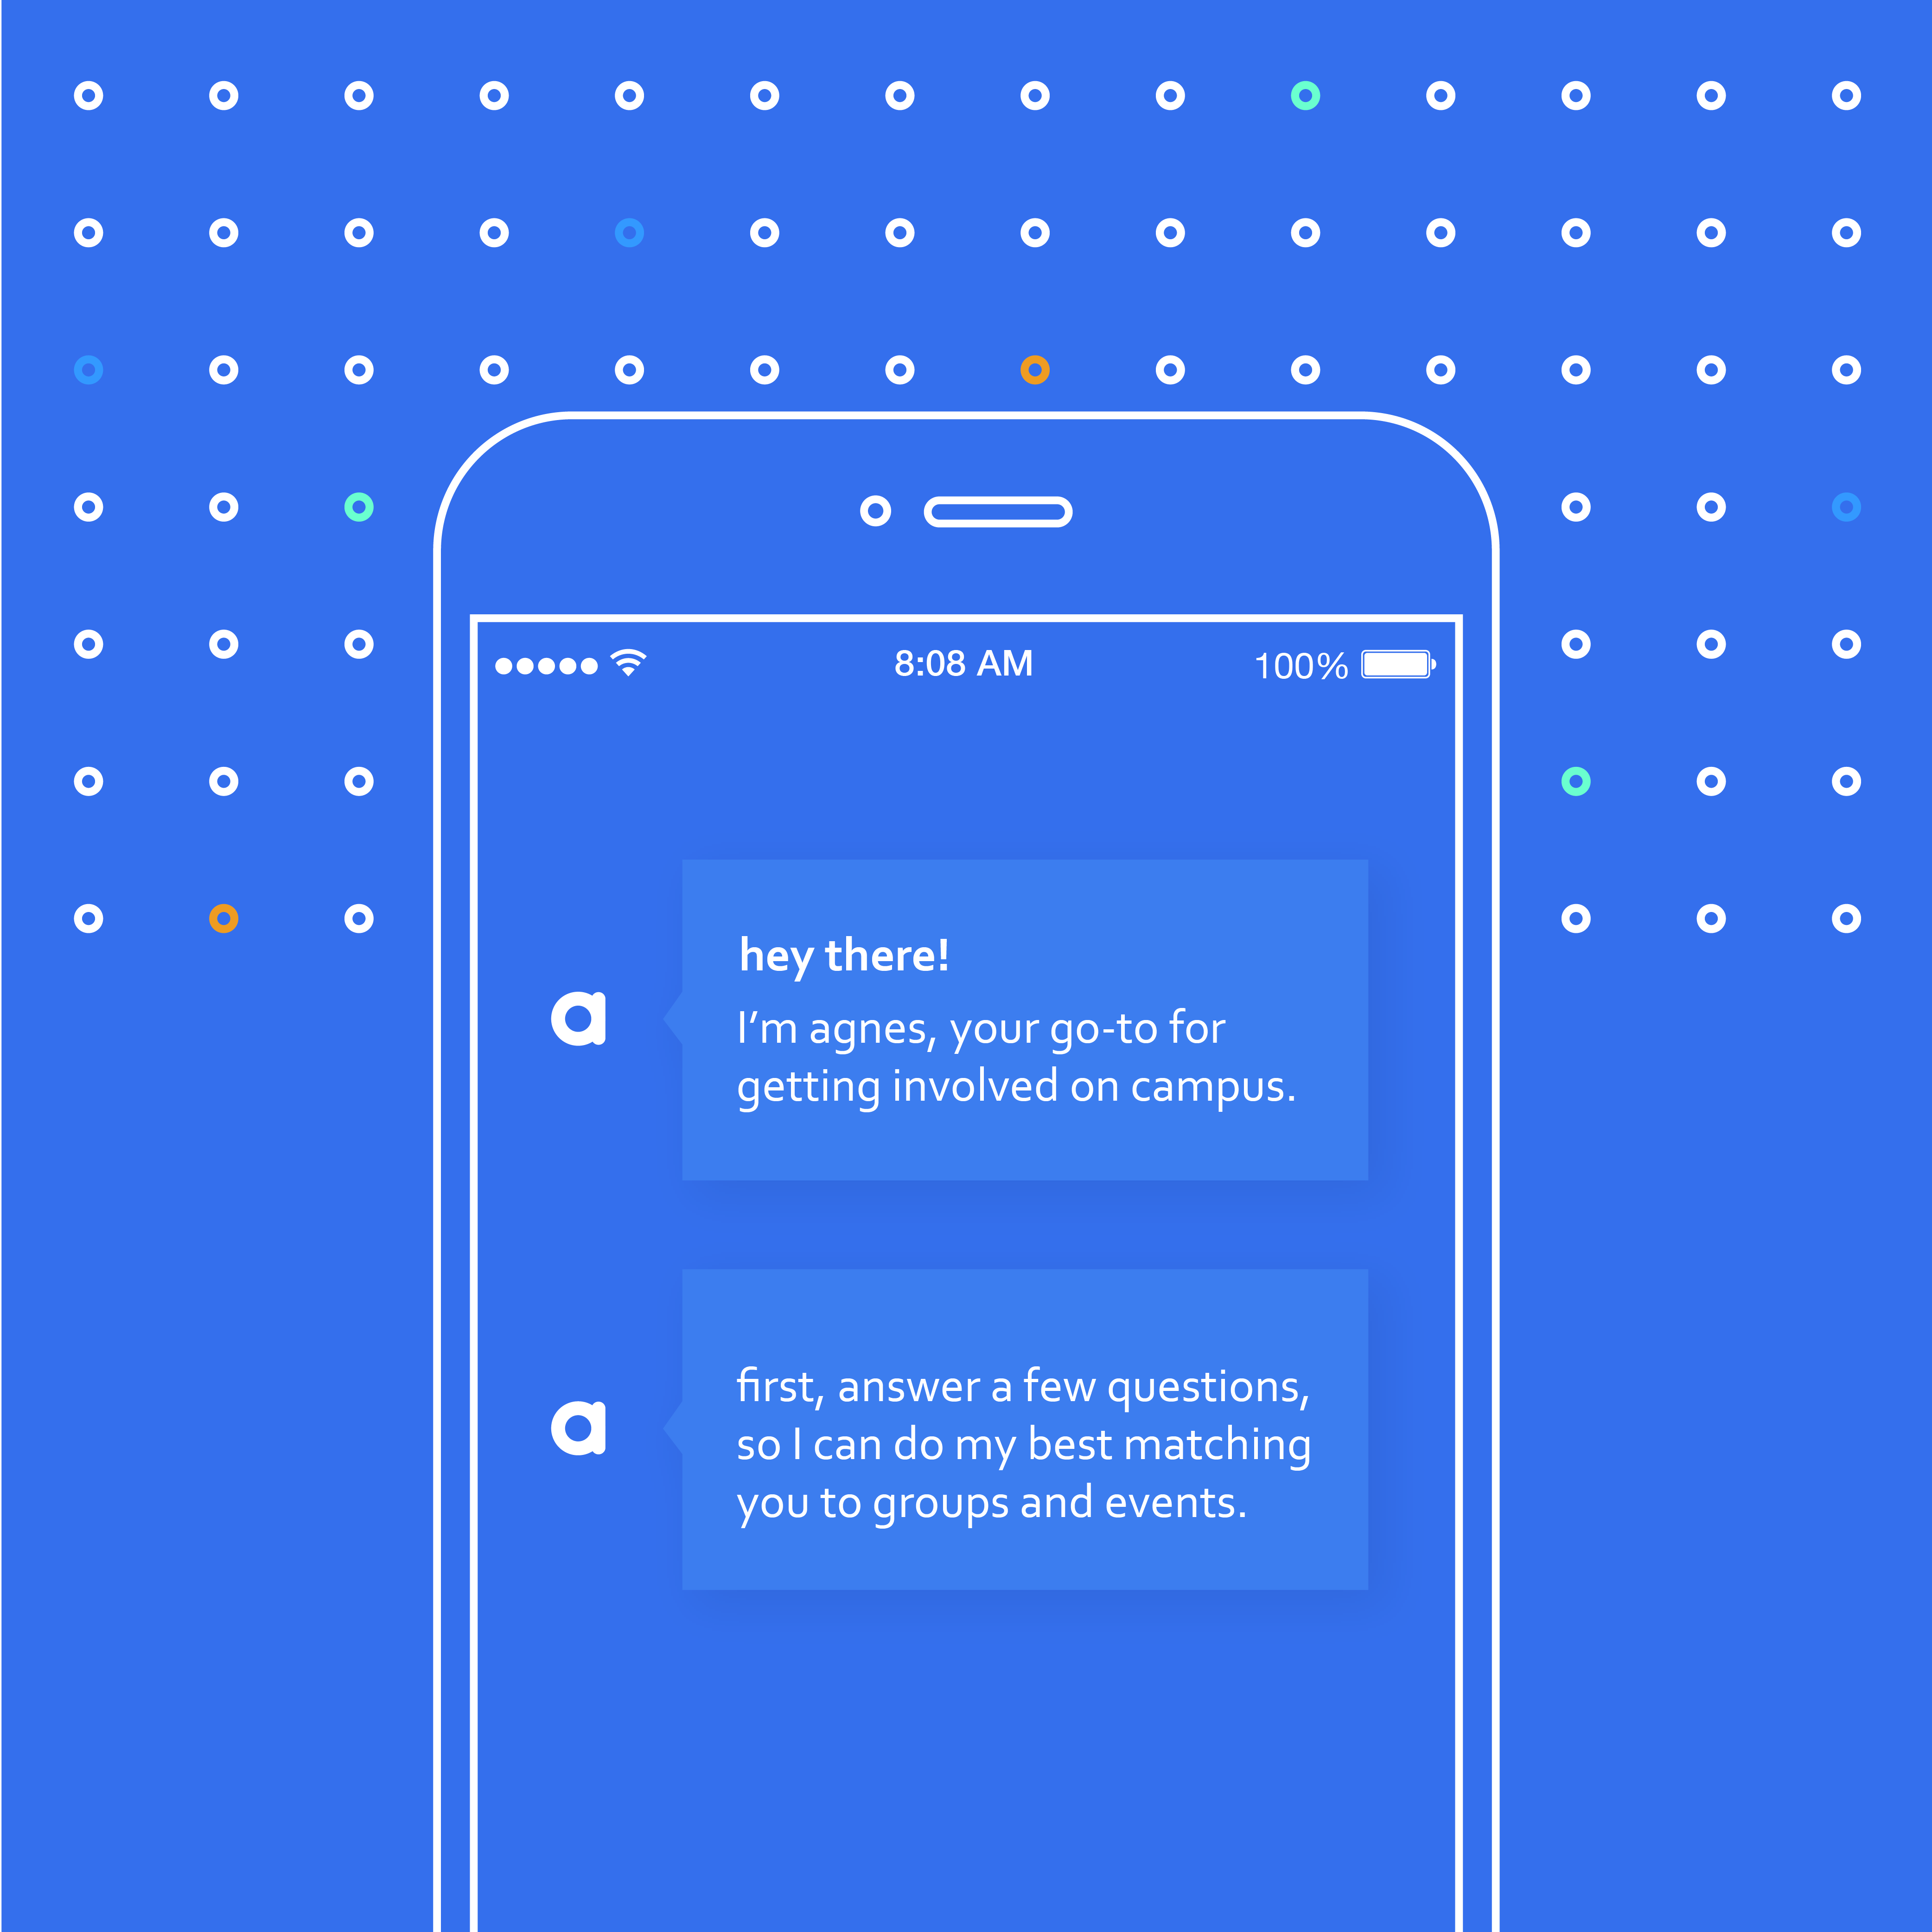 8:08 AM 100%
hey there!
I'm agnes, your go-to for
getting involved on campus.
a
first, answer a few questions,
so I can do my best matching
you to groups and events.
a